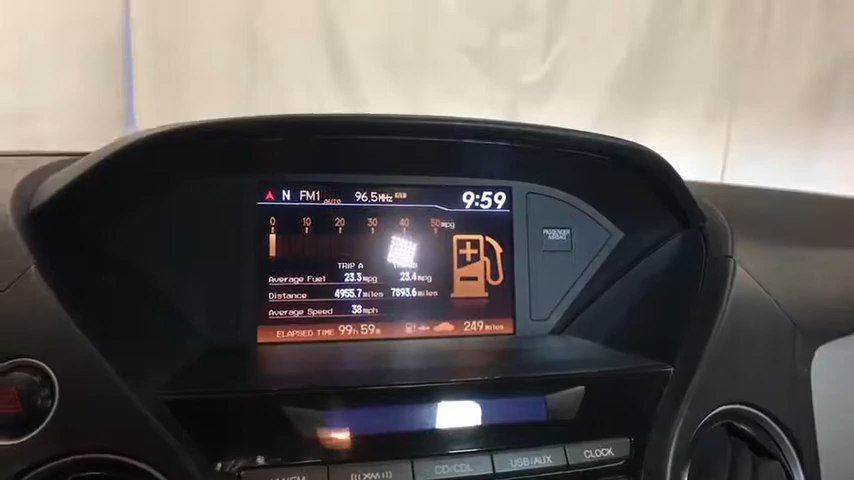 N FM1 AUTO 96.5MHz 9:59
0 10 20 30 40 50 mpg
TRIP A
Average Fuel 23.3 mpg 23.4 mpg
Distance 4955.7 miles 7893.6 miles
Average Speed 38 mph
ELAPSED TIME 99h59m 249 miles
PASSENGER
AIRBAG
CD/CDL USB/AUX CLOCK